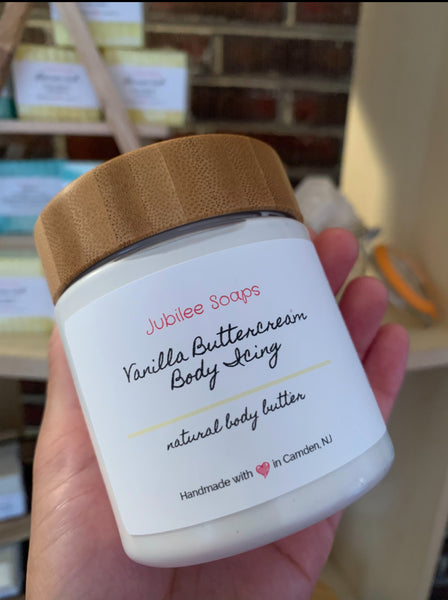 Jubilee Soaps
Vanilla Buttercream
Body Icing
natural body butter
Handmade with ❤ in Camden, NJ